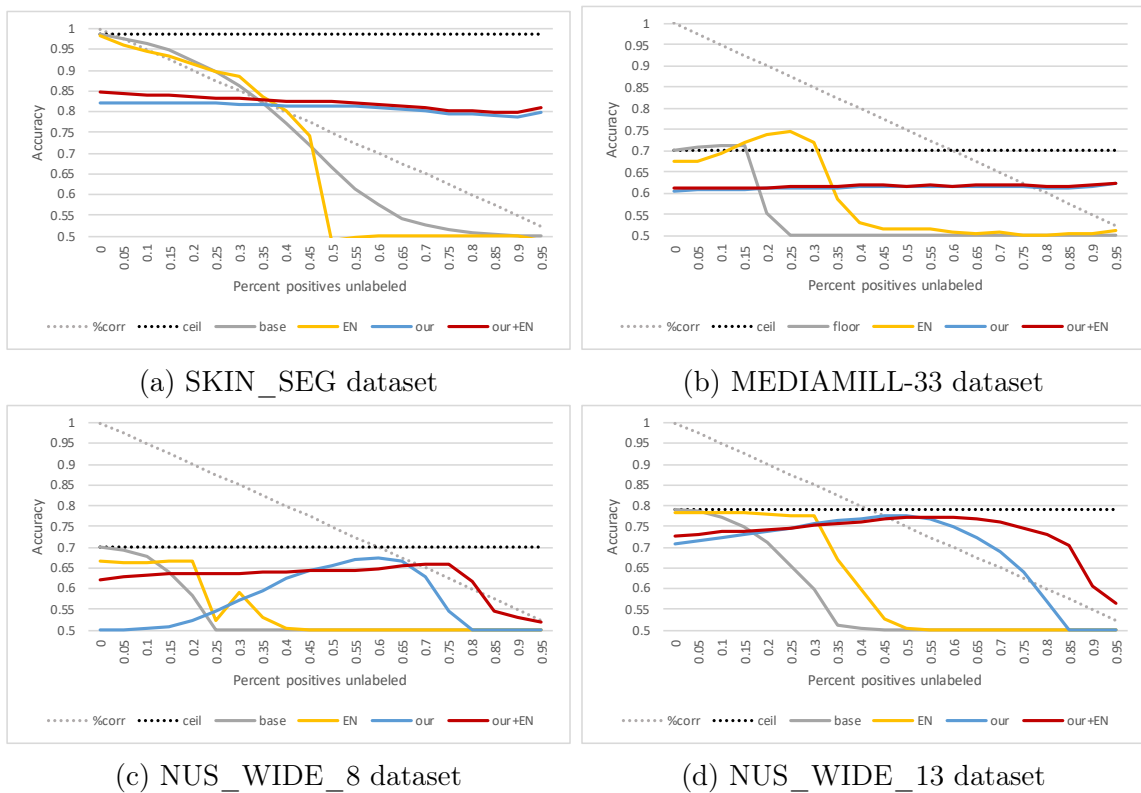 1
0.95
0.9
0.85
0.8
0.75
0.7
0.65
0.6
0.55
0.5
Accuracy
0 0.05 0.1 0.15 0.2 0.25 0.3 0.35 0.4 0.45 0.5 0.55 0.6 0.65 0.7 0.75 0.8 0.85 0.9 0.95
Percent positives unlabeled
%corr ceil base EN our our+EN
(a) SKIN_SEG dataset
1
0.95
0.9
0.85
0.8
0.75
0.7
0.65
0.6
0.55
0.5
Accuracy
0 0.05 0.1 0.15 0.2 0.25 0.3 0.35 0.4 0.45 0.5 0.55 0.6 0.65 0.7 0.75 0.8 0.85 0.9 0.95
Percent positives unlabeled
%corr ceil floor EN our our+EN
(b) MEDIAMILL-33 dataset
1
0.95
0.9
0.85
0.8
0.75
0.7
0.65
0.6
0.55
0.5
Accuracy
0 0.05 0.1 0.15 0.2 0.25 0.3 0.35 0.4 0.45 0.5 0.55 0.6 0.65 0.7 0.75 0.8 0.85 0.9 0.95
Percent positives unlabeled
%corr ceil base EN our our+EN
(c) NUS_WIDE_8 dataset
1
0.95
0.9
0.85
0.8
0.75
0.7
0.65
0.6
0.55
0.5
Accuracy
0 0.05 0.1 0.15 0.2 0.25 0.3 0.35 0.4 0.45 0.5 0.55 0.6 0.65 0.7 0.75 0.8 0.85 0.9 0.95
Percent positives unlabeled
%corr ceil base EN our our+EN
(d) NUS_WIDE_13 dataset